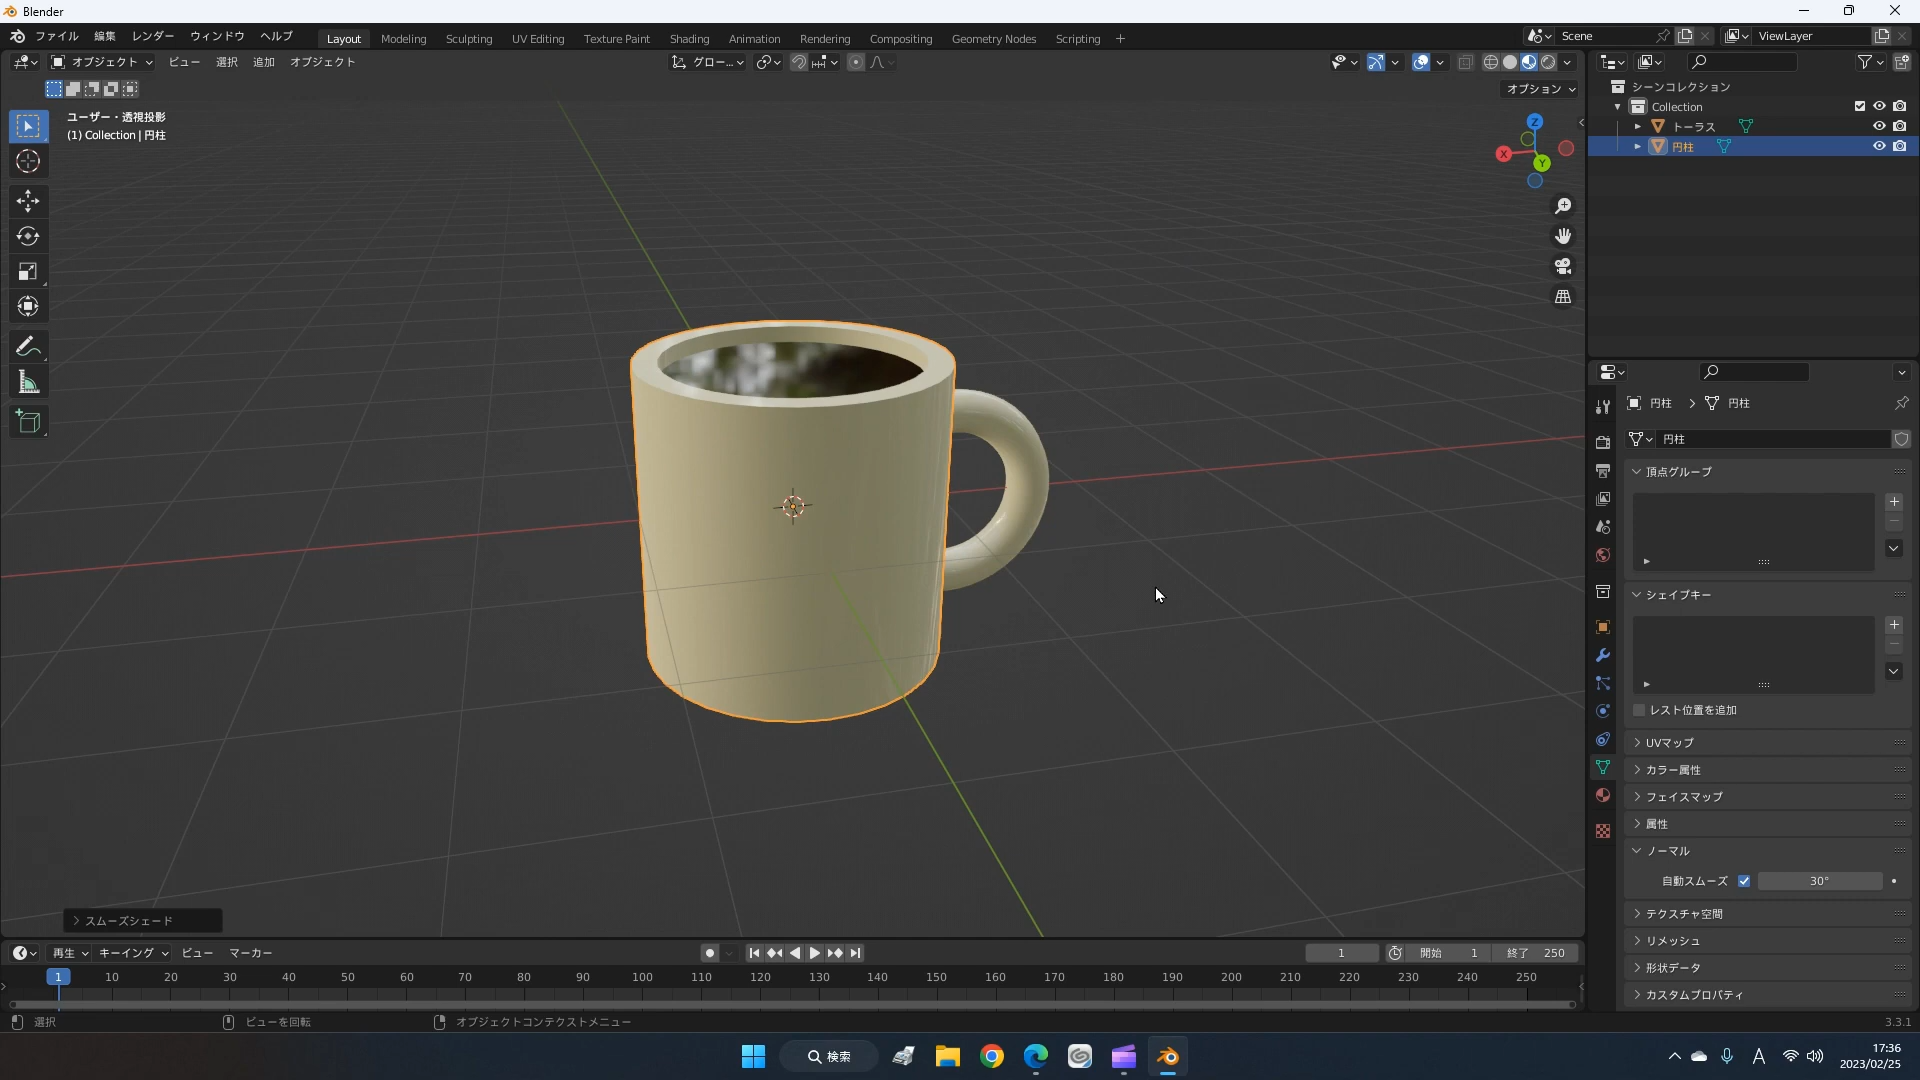 Blender
ファイル 編集 レンダー ウィンドウ ヘルプ Layout Modeling Sculpting UV Editing Texture Paint Shading Animation Rendering Compositing Geometry Nodes Scripting + Scene ViewLayer
オブジェクト ビュー 選択 追加 オブジェクト グロー...
オプション
ユーザー・透視投影
(1) Collection | 円柱
Z
X
Y
シーンコレクション
Collection
トーラス
円柱
円柱 > 円柱
円柱
頂点グループ
シェイプキー
レスト位置を追加
UVマップ
カラー属性
フェイスマップ
属性
ノーマル
自動スムーズ 30°
テクスチャ空間
リメッシュ
形状データ
カスタムプロパティ
スムーズシェード
再生 キーイング ビュー マーカー 1 開始 1 終了 250
1 10 20 30 40 50 60 70 80 90 100 110 120 130 140 150 160 170 180 190 200 210 220 230 240 250
選択 ビューを回転 オブジェクトコンテクストメニュー 3.3.1
検索 A 17:36
2023/02/25